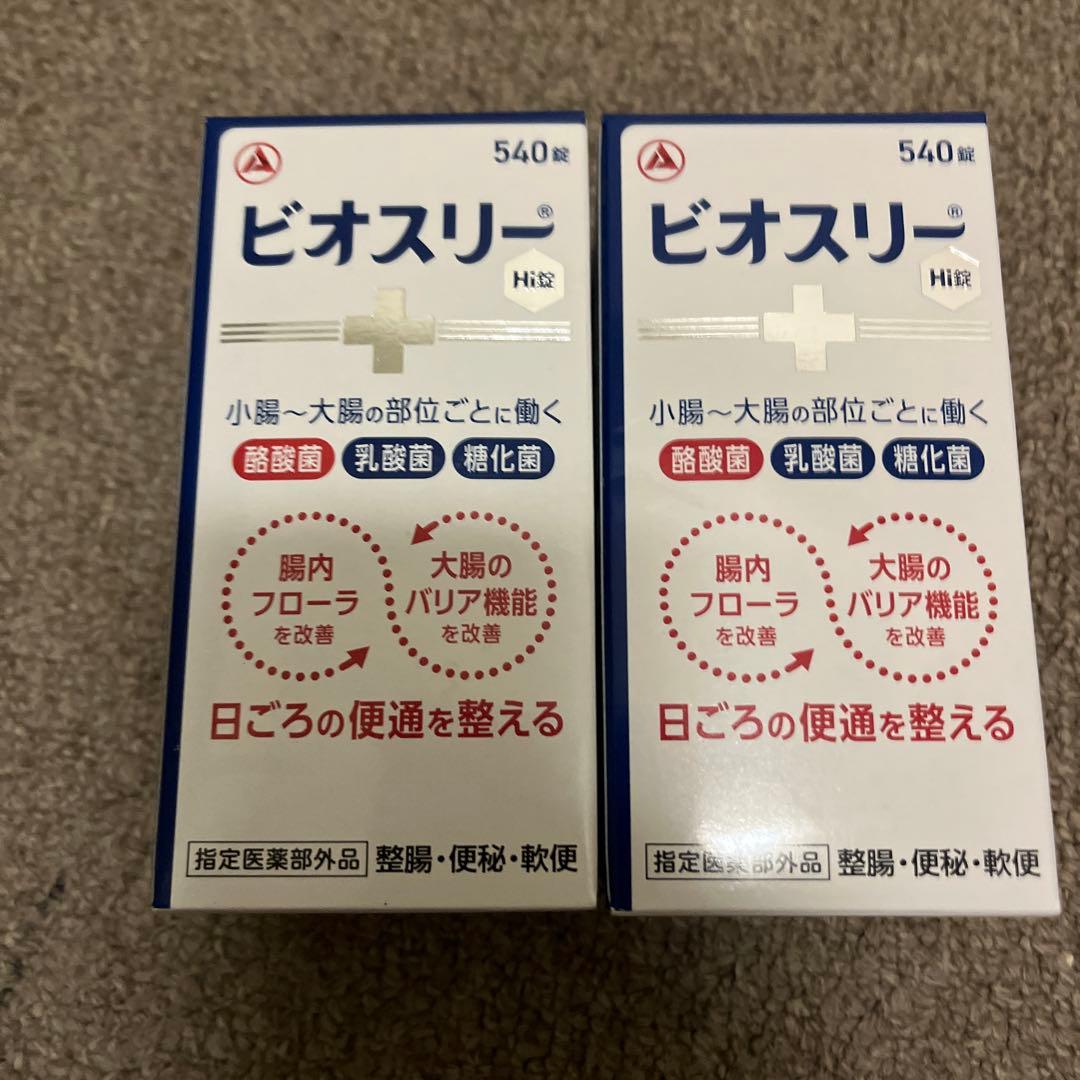 540錠
ビオスリー®
Hi錠
小腸〜大腸の部位ごとに働く
酪酸菌 乳酸菌 糖化菌
腸内
フローラ
を改善
大腸の
バリア機能
を改善
日ごろの便通を整える
指定医薬部外品 整腸・便秘・軟便
540錠
ビオスリー®
Hi錠
小腸〜大腸の部位ごとに働く
酪酸菌 乳酸菌 糖化菌
腸内
フローラ
を改善
大腸の
バリア機能
を改善
日ごろの便通を整える
指定医薬部外品 整腸・便秘・軟便